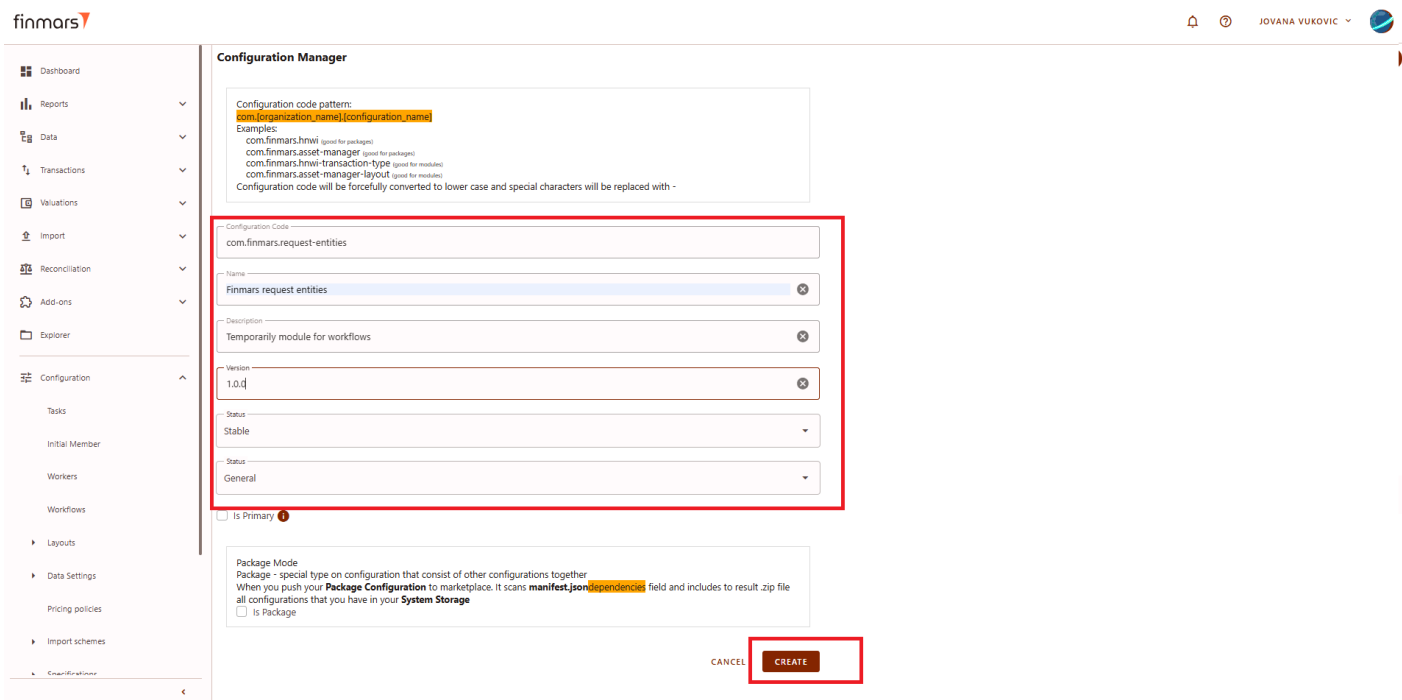 finmars
JOVANA VUKOVIC
Dashboard
Reports
Data
Transactions
Valuations
Import
Reconciliation
Add-ons
Explorer
Configuration
Tasks
Initial Member
Workers
Workflows
Layouts
Data Settings
Pricing policies
Import schemes
Specifications
Configuration Manager
Configuration code pattern:
com.[organization_name].[configuration_name]
Examples:
com.finmars.hnwi (good for packages)
com.finmars.asset-manager (good for packages)
com.finmars.hnwi-transaction-type (good for modules)
com.finmars.asset-manager-layout (good for modules)
Configuration code will be forcefully converted to lower case and special characters will be replaced with -
Configuration Code
com.finmars.request-entities
Name
Finmars request entities
Description
Temporarily module for workflows
Version
1.0.0
Status
Stable
Status
General
Is Primary
Package Mode
Package - special type on configuration that consist of other configurations together
When you push your Package Configuration to marketplace. It scans manifest.jsondependencies field and includes to result .zip file
all configurations that you have in your System Storage
Is Package
CANCEL CREATE